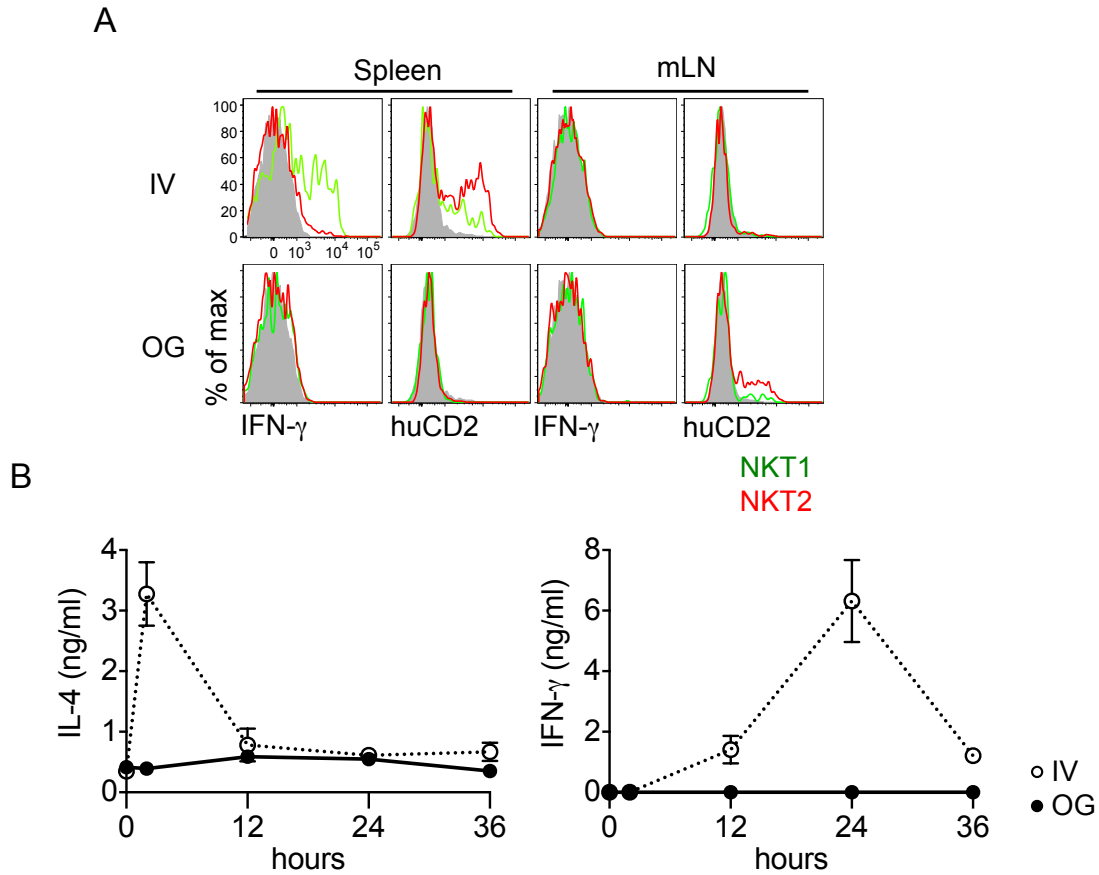 A
Spleen mLN
IV
100
80
60
40
20
0
0 10³ 10⁴ 10⁵
OG
% of max
IFN-γ huCD2 IFN-γ huCD2
NKT1
NKT2
B
IL-4 (ng/ml)
4
3
2
1
0
0 12 24 36
hours
IFN-γ (ng/ml)
8
6
4
2
0
0 12 24 36
hours
IV
OG